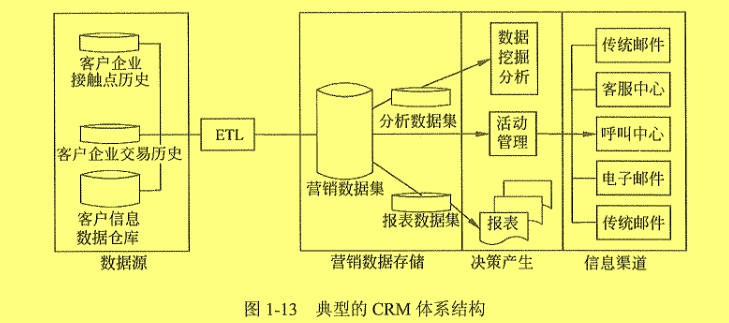 客户企业
接触点历史
客户企业交易历史
客户信息
数据仓库
数据源
ETL
营销数据集
分析数据集
报表数据集
营销数据存储
数据
挖掘
分析
活动
管理
报表
决策产生
传统邮件
客服中心
呼叫中心
电子邮件
传统邮件
信息渠道
图 1-13 典型的 CRM 体系结构